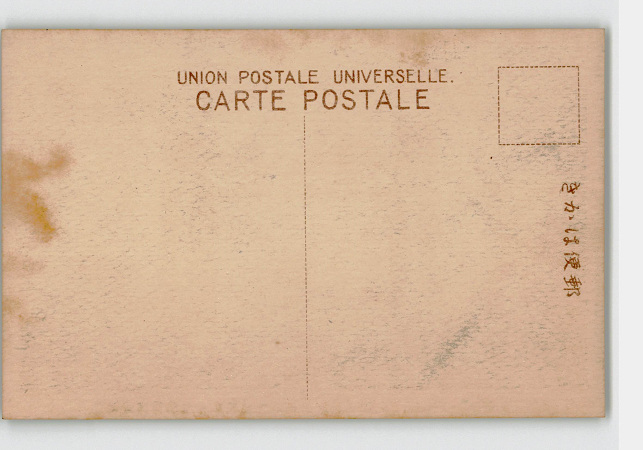 UNION POSTALE UNIVERSELLE.
CARTE POSTALE
きかは便郵